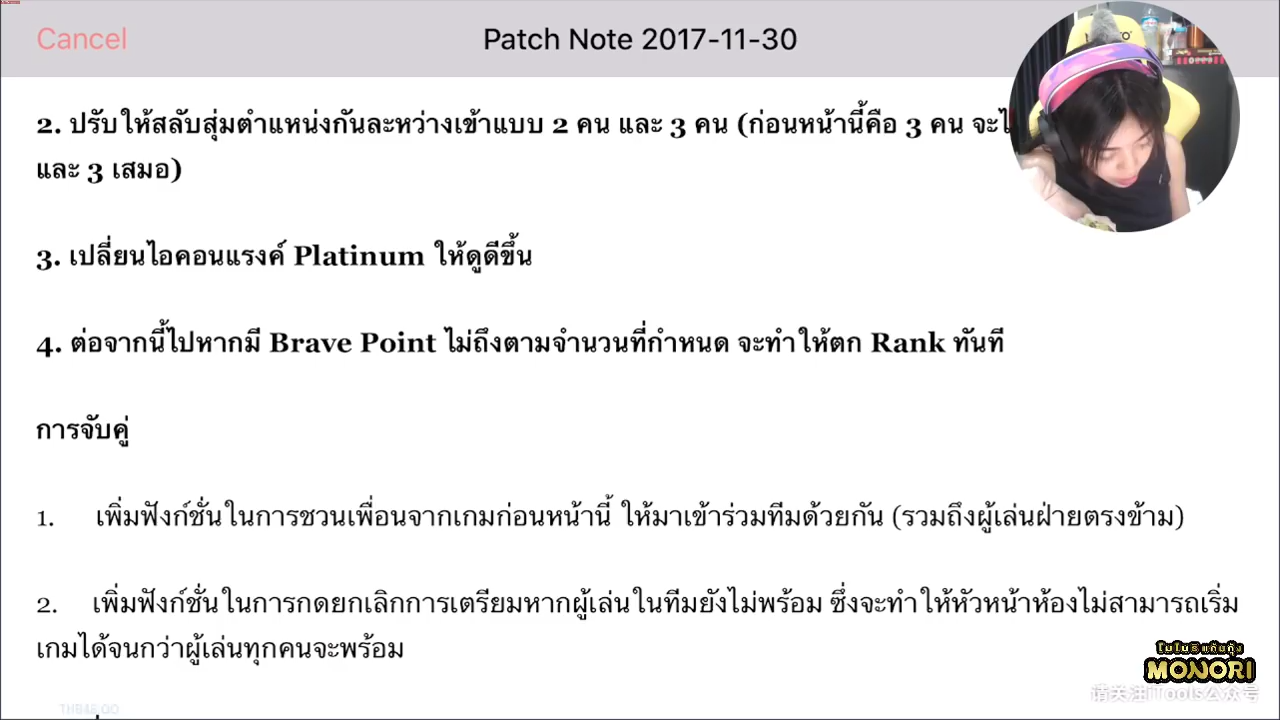 Cancel
Patch Note 2017-11-30
2. ปรับให้สลับสุ่มตำแหน่งกันละหว่างเข้าแบบ 2 คน และ 3 คน (ก่อนหน้านี้คือ 3 คน
และ 3 เสมอ)
3. เปลี่ยนไอคอนแรงค์ Platinum ให้ดูดีขึ้น
4. ต่อจากนี้ไปหากมี Brave Point ไม่ถึงตามจำนวนที่กำหนด จะทำให้ตก Rank ทันที
การจับคู่
1. เพิ่มฟังก์ชั่นในการชวนเพื่อนจากเกมก่อนหน้านี้ ให้มาเข้าร่วมทีมด้วยกัน (รวมถึงผู้เล่นฝ่ายตรงข้าม)
2. เพิ่มฟังก์ชั่นในการกดยกเลิกการเตรียมหากผู้เล่นในทีมยังไม่พร้อม ซึ่งจะทำให้หัวหน้าห้องไม่สามารถเริ่ม
เกมได้จนกว่าผู้เล่นทุกคนจะพร้อม
MONORI
请关注iTools公众号